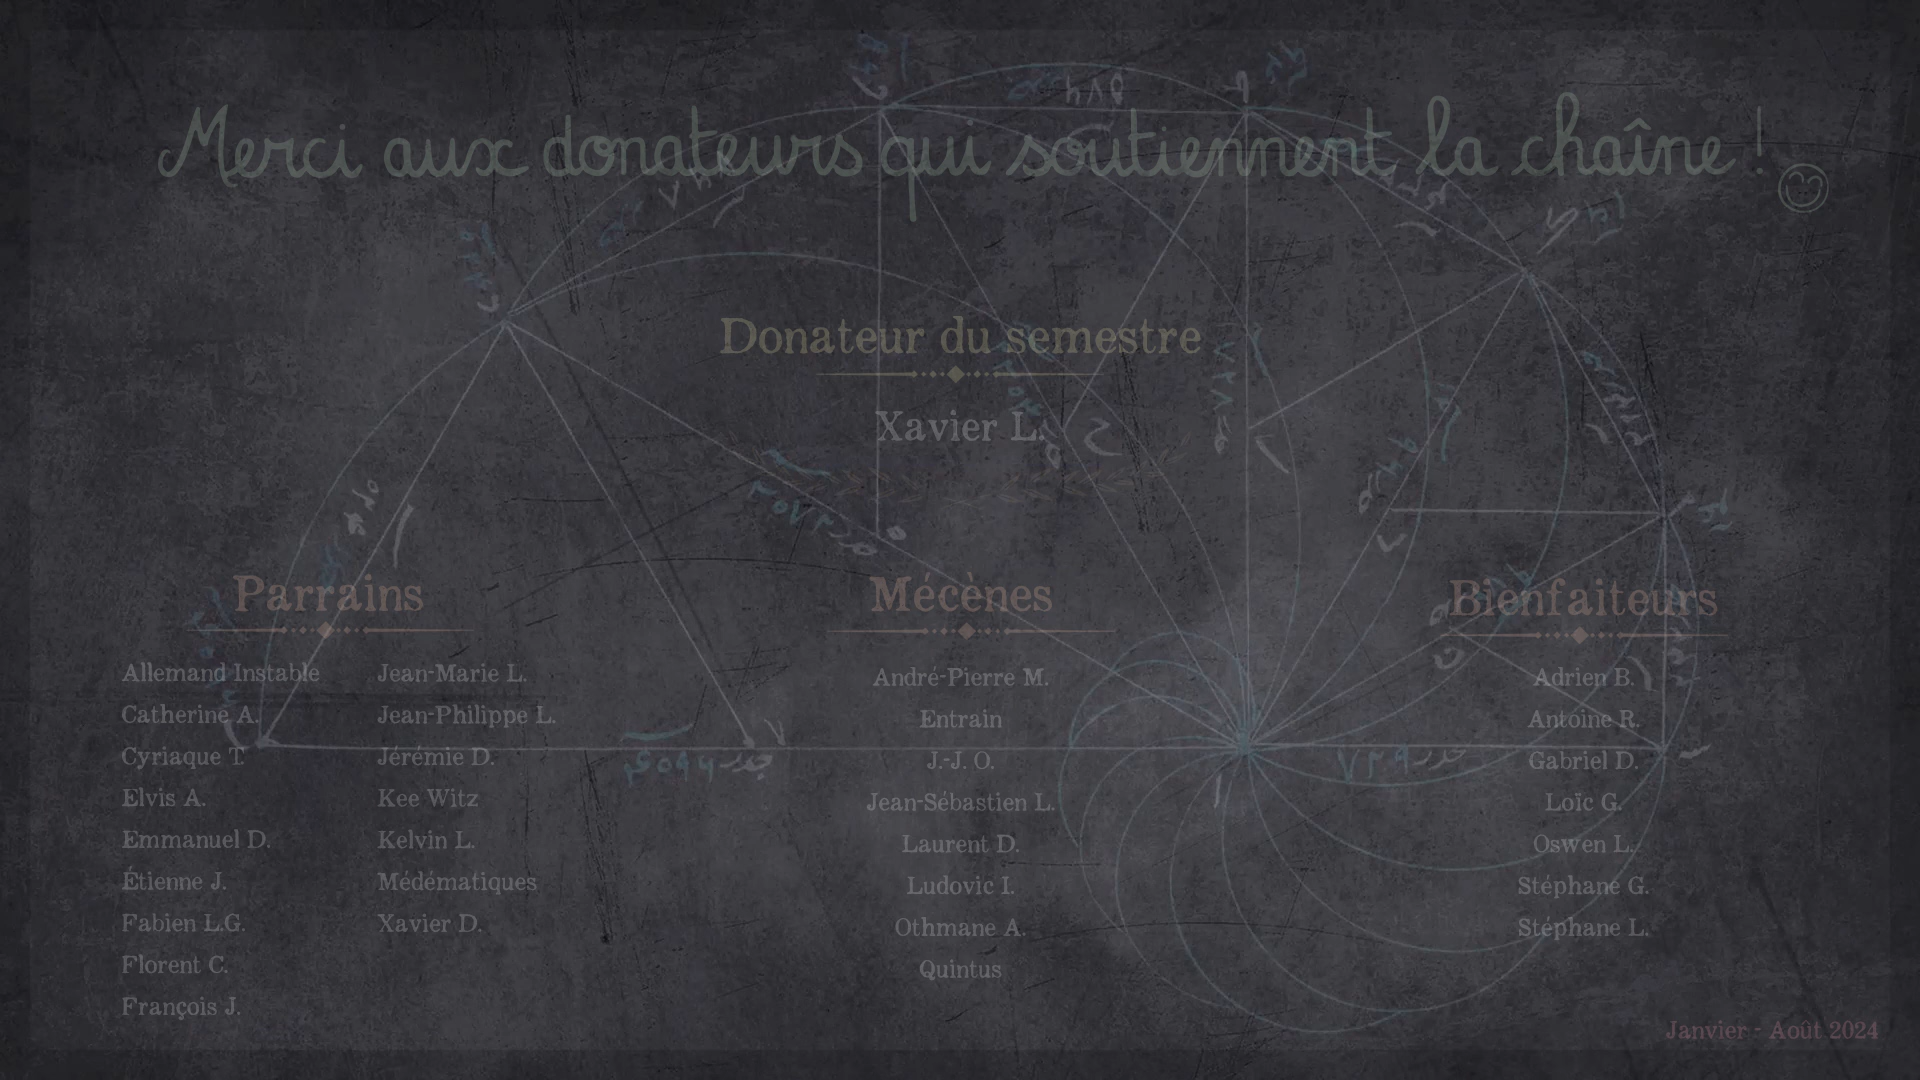 Merci aux donateurs qui soutiennent la chaîne !
Donateur du semestre
Xavier L.
Parrains
Allemand Instable
Catherine A.
Cyriaque T.
Elvis A.
Emmanuel D.
Étienne J.
Fabien L.G.
Florent C.
François J.
Jean-Marie L.
Jean-Philippe L.
Jérémie D.
Kee Witz
Kelvin L.
Médématiques
Xavier D.
Mécènes
André-Pierre M.
Entrain
J.-J. O.
Jean-Sébastien L.
Laurent D.
Ludovic I.
Othmane A.
Quintus
Bienfaiteurs
Adrien B.
Antoine R.
Gabriel D.
Loïc G.
Oswen L.
Stéphane G.
Stéphane L.
Janvier - Août 2024